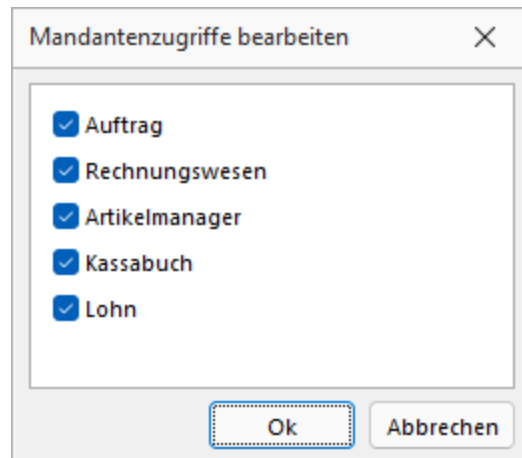 Mandantenzugriffe bearbeiten
Auftrag
Rechnungswesen
Artikelmanager
Kassabuch
Lohn
Ok
Abbrechen